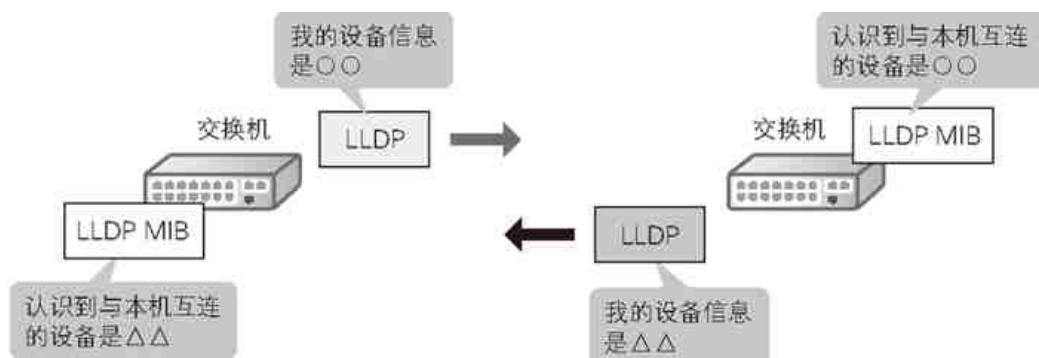 我的设备信息
是○○
认识到与本机互连
的设备是○○
交换机
LLDP
交换机
LLDP MIB
LLDP MIB
LLDP
认识到与本机互连
的设备是△△
我的设备信息
是△△